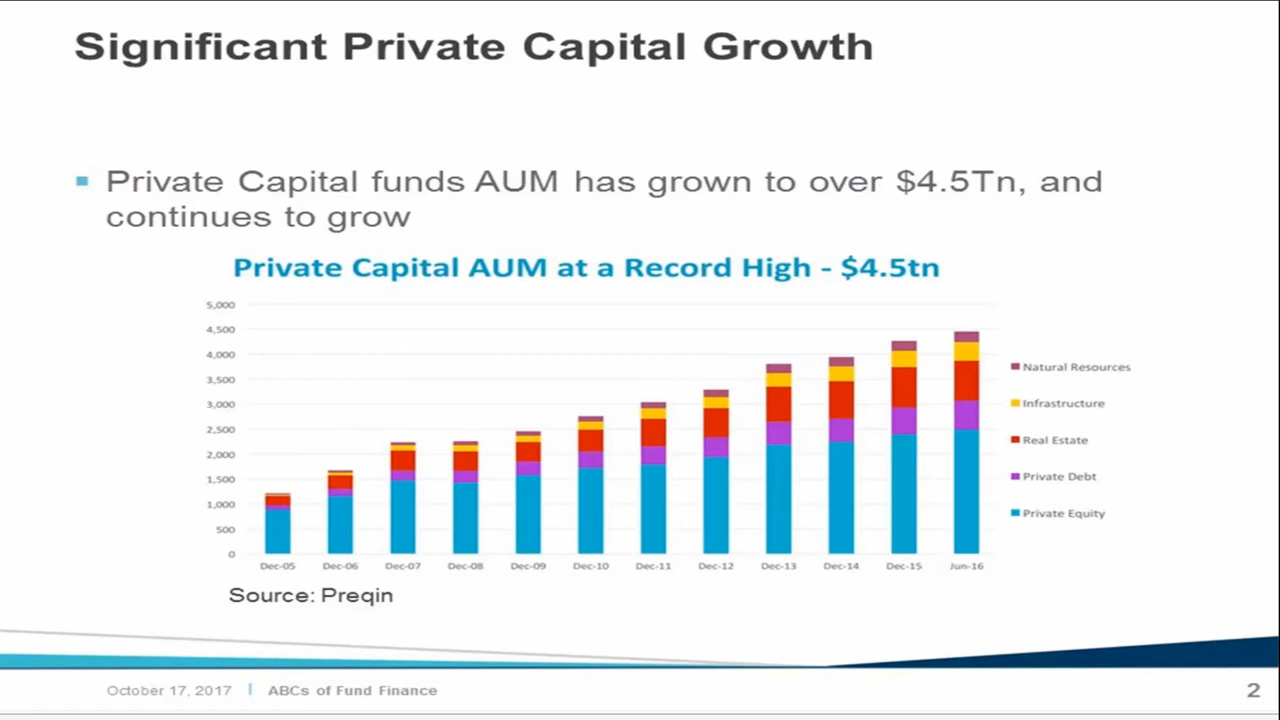 Significant Private Capital Growth
Private Capital funds AUM has grown to over $4.5Tn, and
continues to grow
Private Capital AUM at a Record High - $4.5tn
5,000
4,500
4,000
3,500
3,000
2,500
2,000
1,500
1,000
500
0
Dec-05 Dec-06 Dec-07 Dec-08 Dec-09 Dec-10 Dec-11 Dec-12 Dec-13 Dec-14 Dec-15 Jun-16
Natural Resources
Infrastructure
Real Estate
Private Debt
Private Equity
Source: Preqin
October 17, 2017 | ABCs of Fund Finance 2